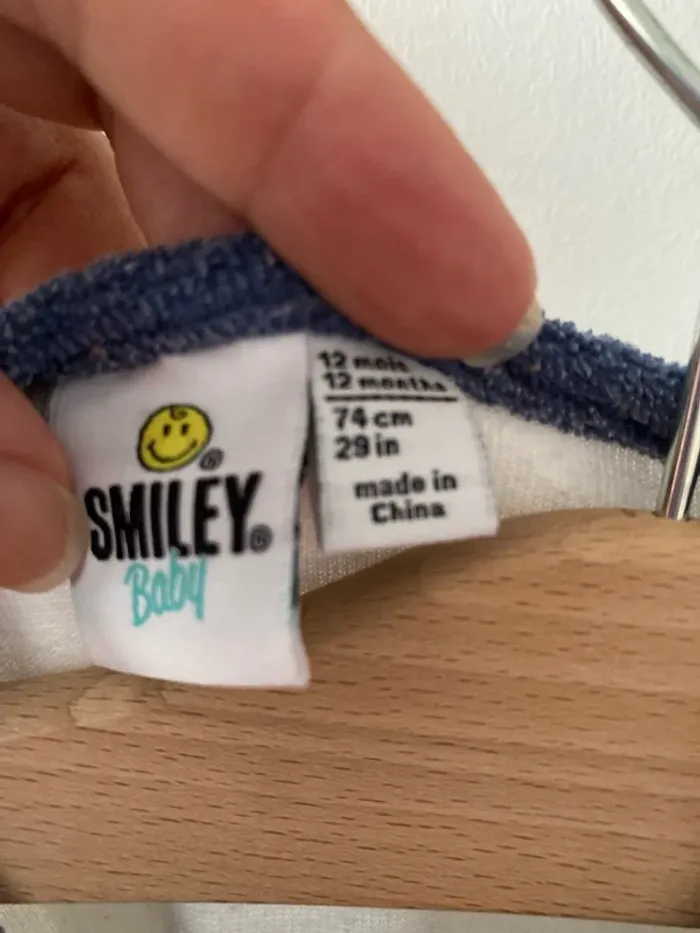 SMILEY®
Baby
12 mois
12 months
74 cm
29 in
made in
China